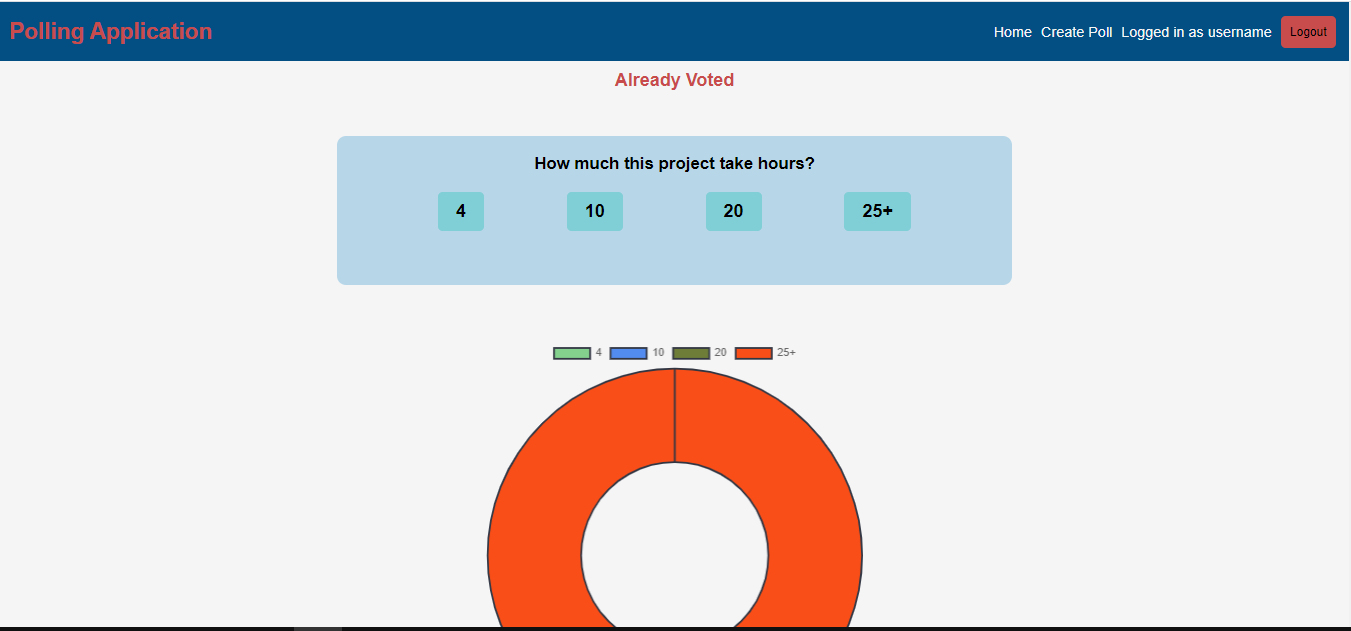 Polling Application
Home Create Poll Logged in as username Logout
Already Voted
How much this project take hours?
4 10 20 25+
4 10 20 25+